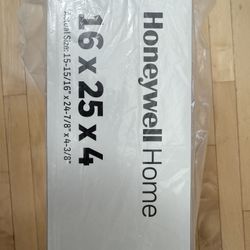 Honeywell Home
16 x 25 x 4
Actual Size: 15-15/16" x 24-7/8" x 4-3/8"